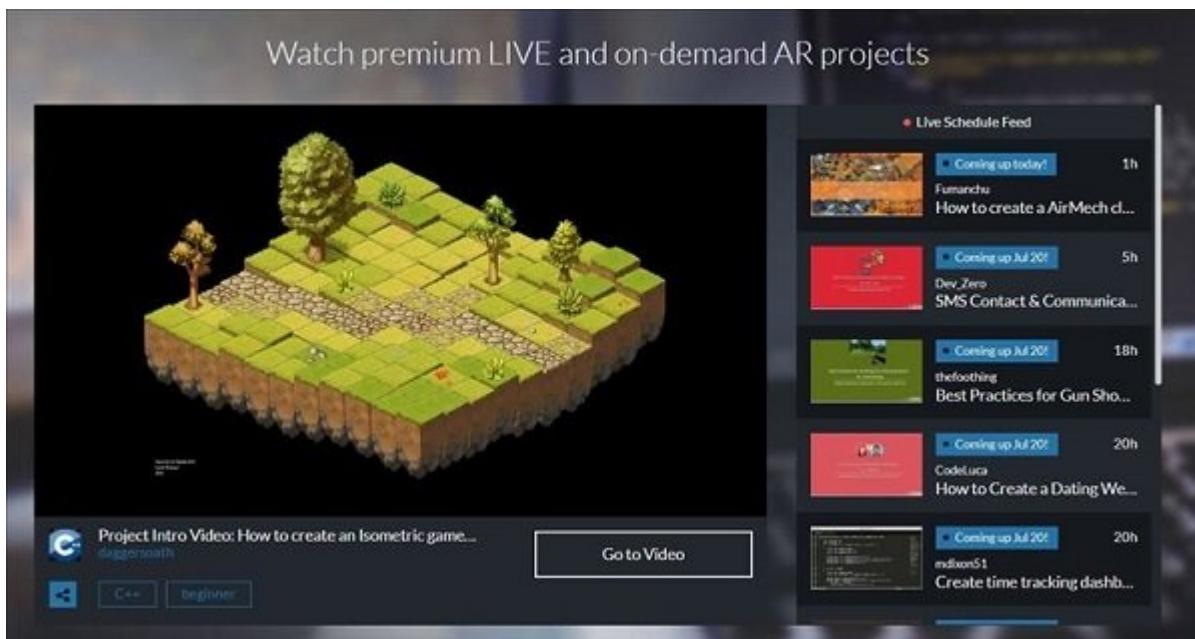 Watch premium LIVE and on-demand AR projects
Live Schedule Feed
Coming up today!
1h
Fumanchu
How to create a AirMech cl...
Coming up Jul 20!
5h
Dev_Zero
SMS Contact & Communica...
Coming up Jul 20!
18h
thefoothing
Best Practices for Gun Sho...
Coming up Jul 20!
20h
CodeLuca
How to Create a Dating We...
Coming up Jul 20!
20h
mdixon51
Create time tracking dashb...
Project Intro Video: How to create an Isometric game...
daggersoath
Go to Video
C++
beginner